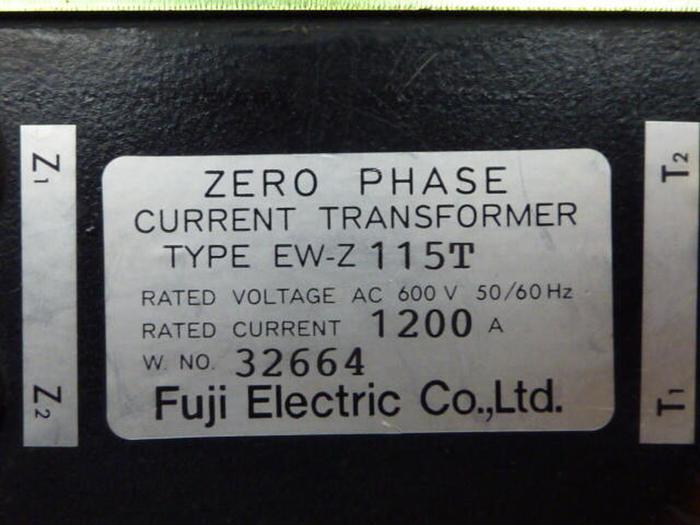 ZERO PHASE
CURRENT TRANSFORMER
TYPE EW-Z 115T
RATED VOLTAGE AC 600 V 50/60 Hz
RATED CURRENT 1200 A
W. NO. 32664
Fuji Electric Co.,Ltd.
Z1
Z2
T2
T1